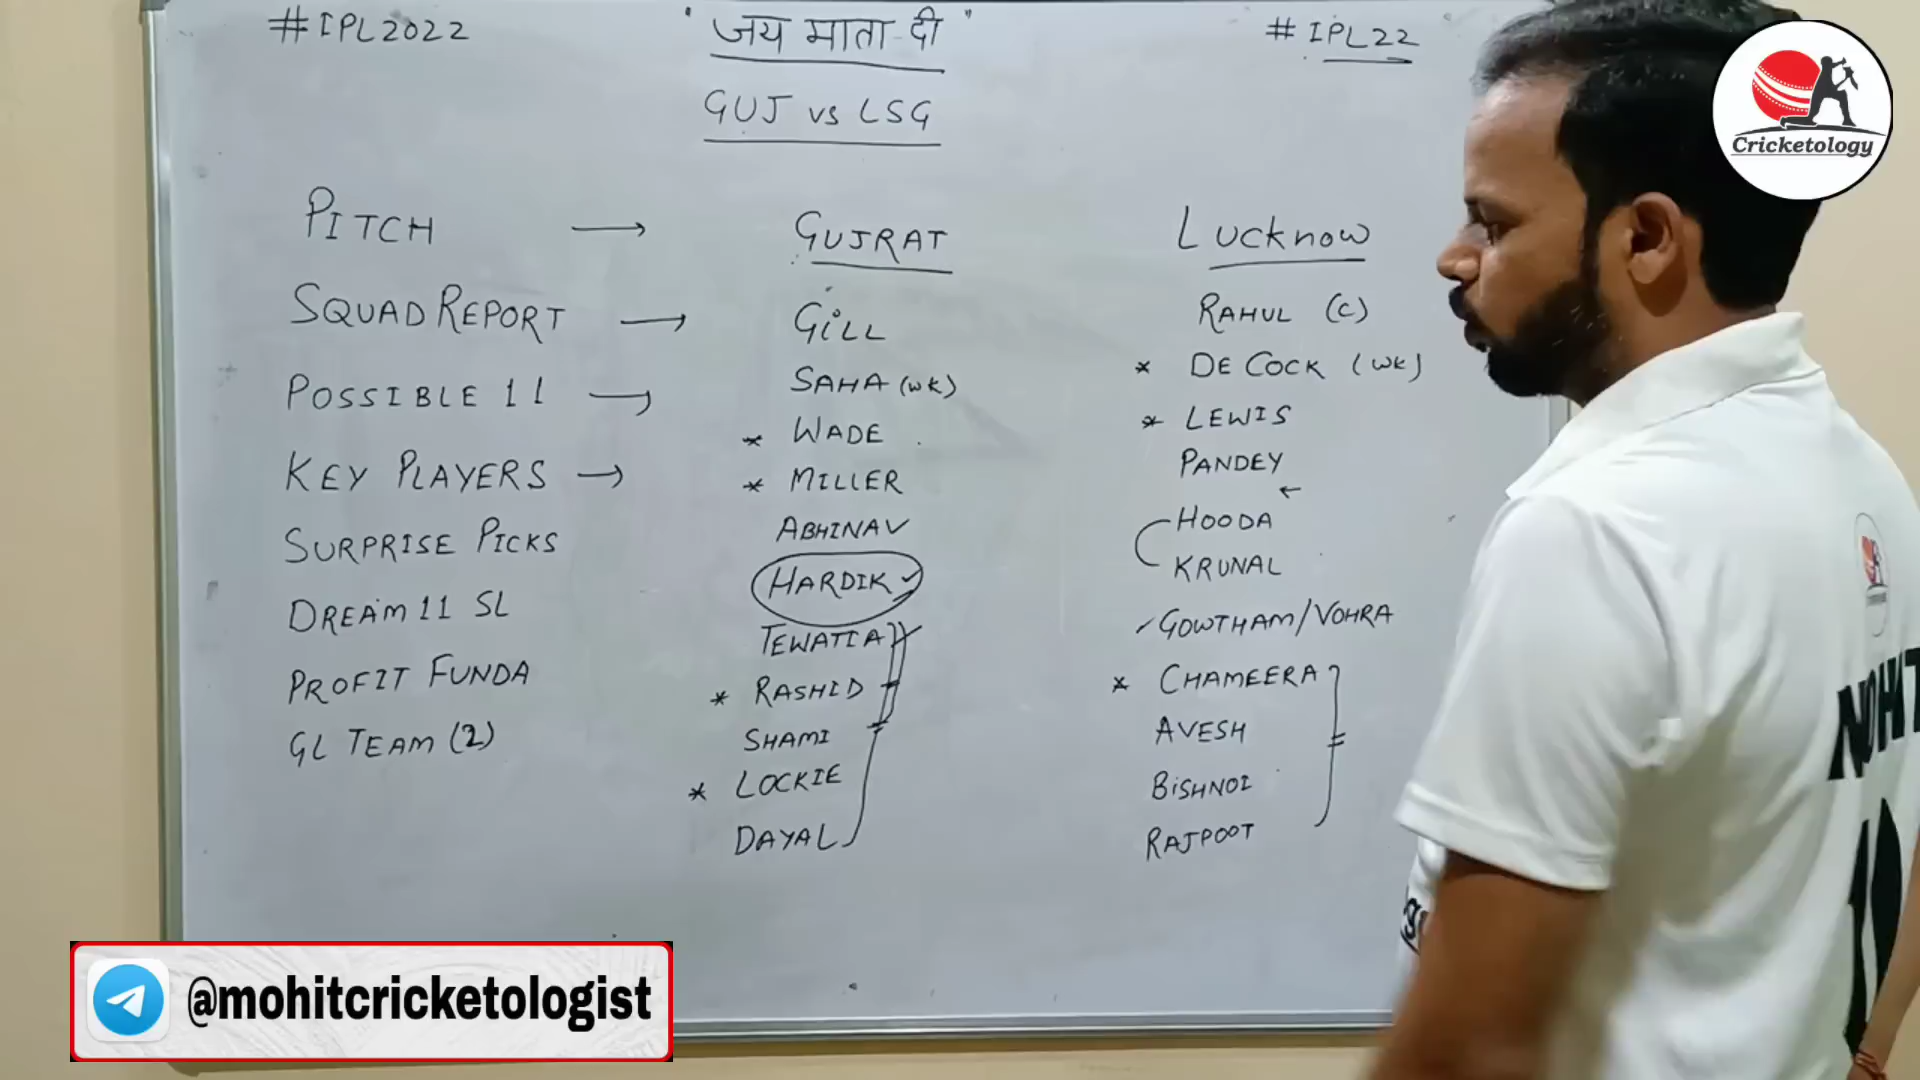 #IPL2022
"जय माता दी"
#IPL22
GUJ vs LSG
Cricketology
PITCH →
SQUAD REPORT →
POSSIBLE 11 →
KEY PLAYERS →
SURPRISE PICKS
DREAM11 SL
PROFIT FUNDA
GL TEAM (2)
GUJRAT
GILL
SAHA (WK)
* WADE
* MILLER
ABHINAV
HARDIK ✓
TEWATIA
* RASHID
SHAMI
* LOCKIE
DAYAL
Lucknow
RAHUL (C)
* DE COCK (WK)
* LEWIS
PANDEY
←
HOODA
KRUNAL
✓ GOWTHAM/VOHRA
* CHAMEERA
AVESH
BISHNOI
RAJPOOT
@mohitcricketologist